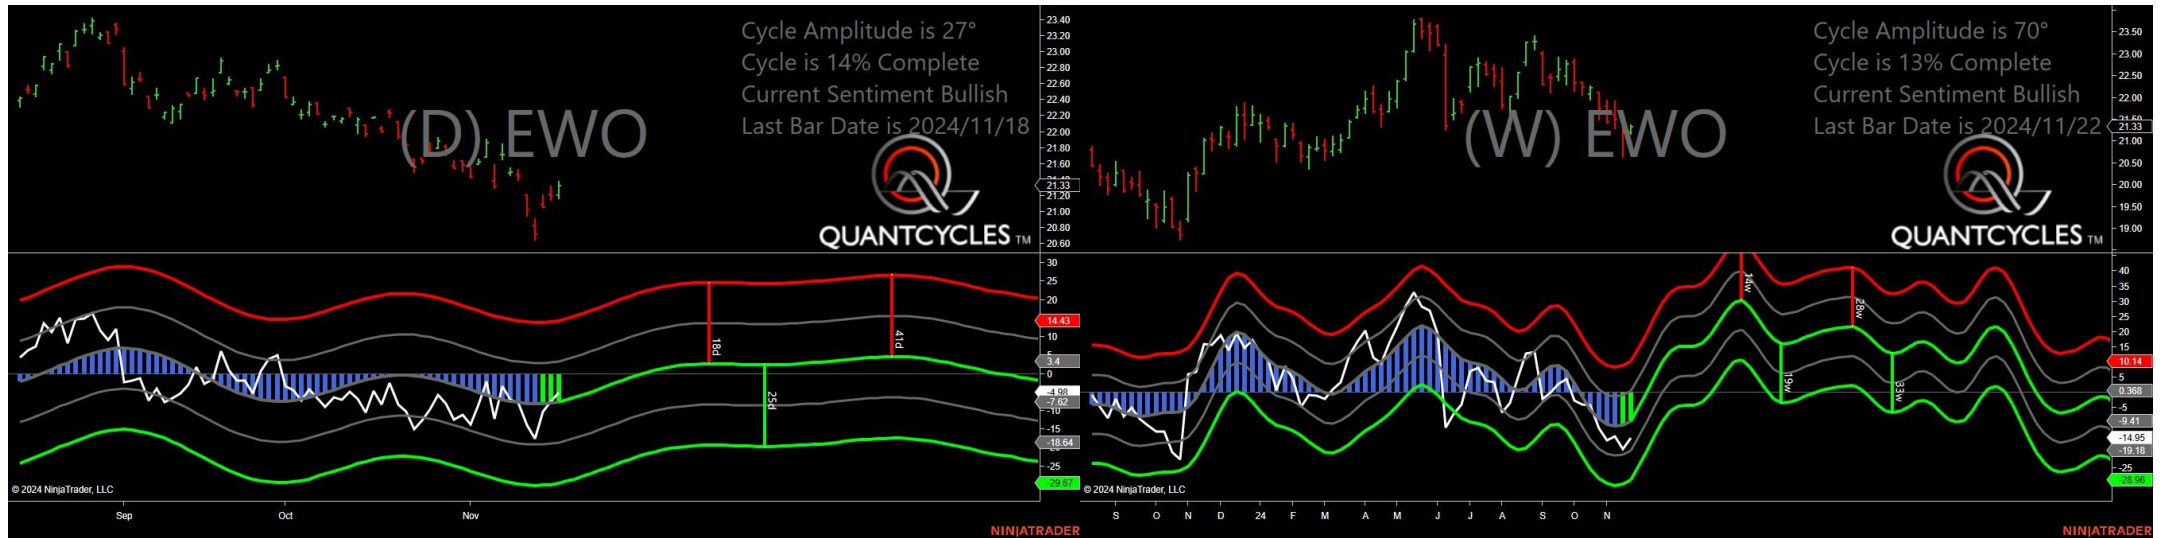 Cycle Amplitude is 27°
Cycle is 14% Complete
Current Sentiment Bullish
Last Bar Date is 2024/11/18
(D) EWO
QUANTCYCLES TM
23.40
23.20
23.00
22.80
22.60
22.40
22.20
22.00
21.80
21.60
21.33
21.20
21.00
20.80
20.60
30
25
20
14.43
10
3.4
0
-4.98
-7.62
-10
-15
-18.64
-25
-29.67
18d
25d
41d
© 2024 NinjaTrader, LLC
Sep Oct Nov
NINJATRADER
Cycle Amplitude is 70°
Cycle is 13% Complete
Current Sentiment Bullish
Last Bar Date is 2024/11/22
(W) EWO
QUANTCYCLES TM
23.50
23.00
22.50
22.00
21.50
21.33
21.00
20.50
20.00
19.50
19.00
40
35
30
25
20
15
10.14
5
0.368
-5
-9.41
-14.95
-19.18
-25
-28.96
14w
19w
28w
33w
© 2024 NinjaTrader, LLC
S O N D 24 F M A M J J A S O N
NINJATRADER